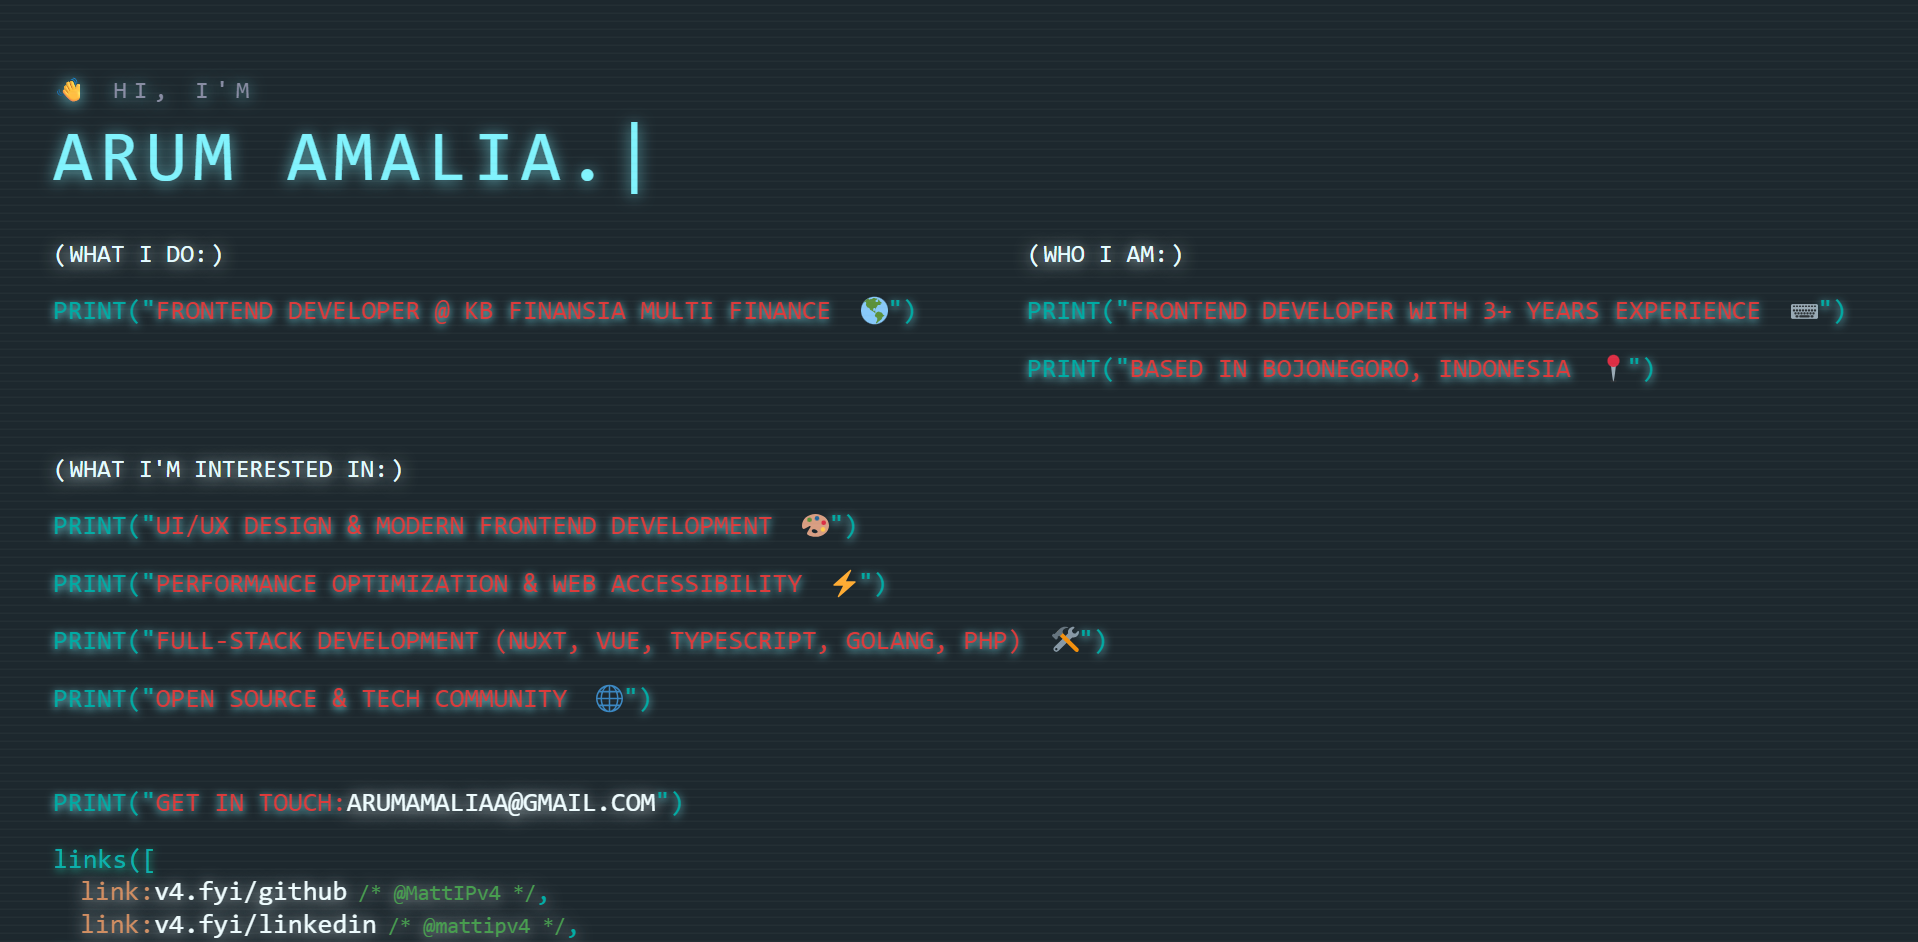 👋 HI, I'M
ARUM AMALIA.|
(WHAT I DO:)
PRINT("FRONTEND DEVELOPER @ KB FINANSIA MULTI FINANCE 🌎")
(WHO I AM:)
PRINT("FRONTEND DEVELOPER WITH 3+ YEARS EXPERIENCE ⌨")
PRINT("BASED IN BOJONEGORO, INDONESIA 📍")
(WHAT I'M INTERESTED IN:)
PRINT("UI/UX DESIGN & MODERN FRONTEND DEVELOPMENT 🎨")
PRINT("PERFORMANCE OPTIMIZATION & WEB ACCESSIBILITY ⚡")
PRINT("FULL-STACK DEVELOPMENT (NUXT, VUE, TYPESCRIPT, GOLANG, PHP) 🛠")
PRINT("OPEN SOURCE & TECH COMMUNITY 🌐")
PRINT("GET IN TOUCH:ARUMAMALIAA@GMAIL.COM")
links([
link:v4.fyi/github /* @MattIPv4 */,
link:v4.fyi/linkedin /* @mattipv4 */,